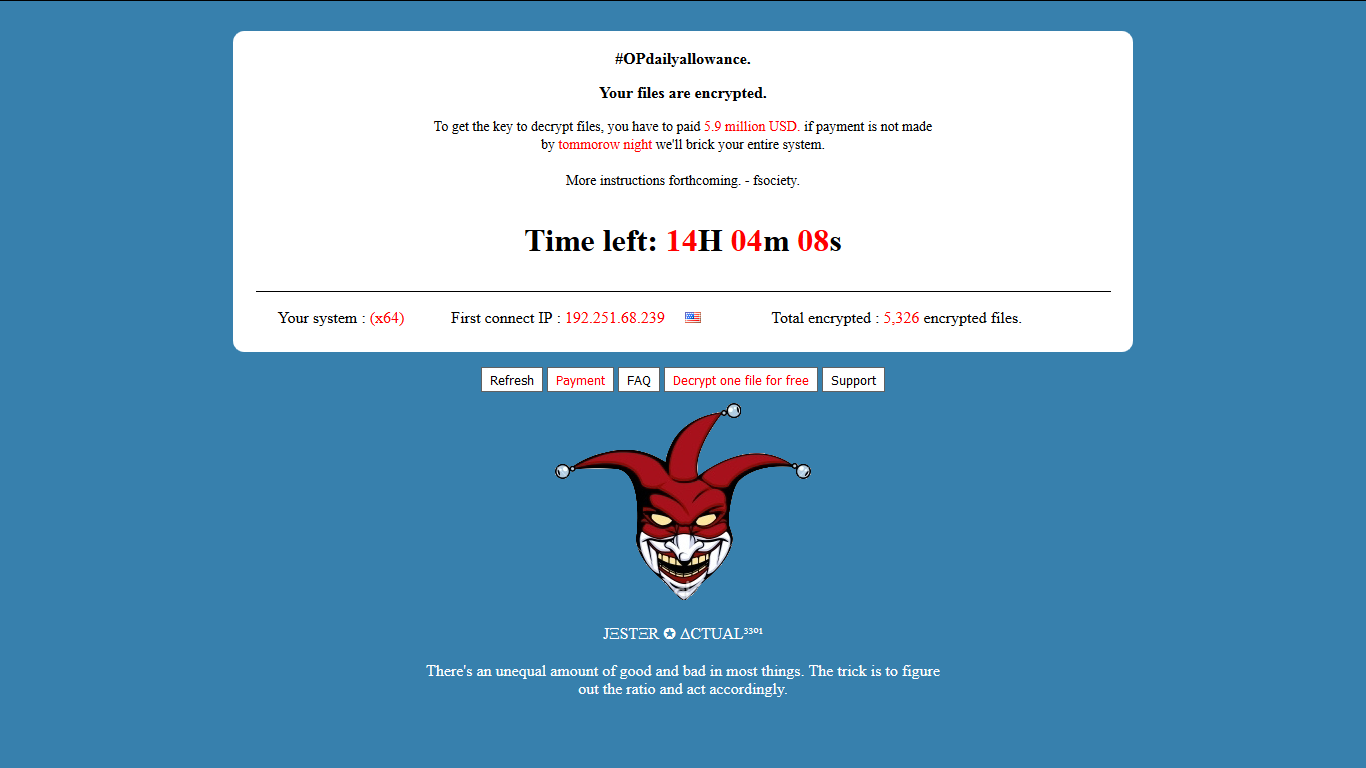 #OPdailyallowance.
Your files are encrypted.
To get the key to decrypt files, you have to paid 5.9 million USD. if payment is not made
by tommorow night we'll brick your entire system.
More instructions forthcoming. - fsociety.
Time left: 14H 04m 08s
Your system : (x64) First connect IP : 192.251.68.239 Total encrypted : 5,326 encrypted files.
Refresh Payment FAQ Decrypt one file for free Support
JΞSTΞR ✪ ΔCTUAL³³⁰¹
There's an unequal amount of good and bad in most things. The trick is to figure
out the ratio and act accordingly.